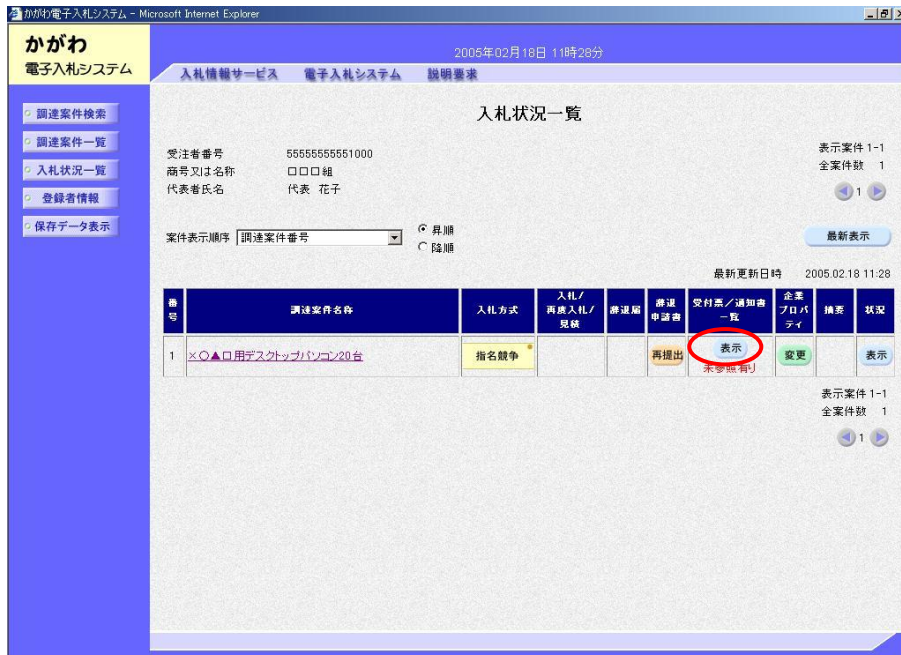 かがわ電子入札システム - Microsoft Internet Explorer
かがわ
電子入札システム
2005年02月18日 11時28分
入札情報サービス 電子入札システム 説明要求
調達案件検索
調達案件一覧
入札状況一覧
登録者情報
保存データ表示
入札状況一覧
受注者番号 55555555551000
商号又は名称 □□□組
代表者氏名 代表 花子
表示案件 1-1
全案件数 1
1
案件表示順序 調達案件番号
昇順
降順
最新表示
最新更新日時 2005.02.18 11:28
番号 調達案件名称 入札方式 入札/再度入札/見積 辞退届 辞退申請書 受付票/通知書一覧 企業プロパティ 摘要 状況
1 ×○▲□用デスクトップパソコン20台 指名競争 再提出 表示 変更 表示
未参照有り
表示案件 1-1
全案件数 1
1